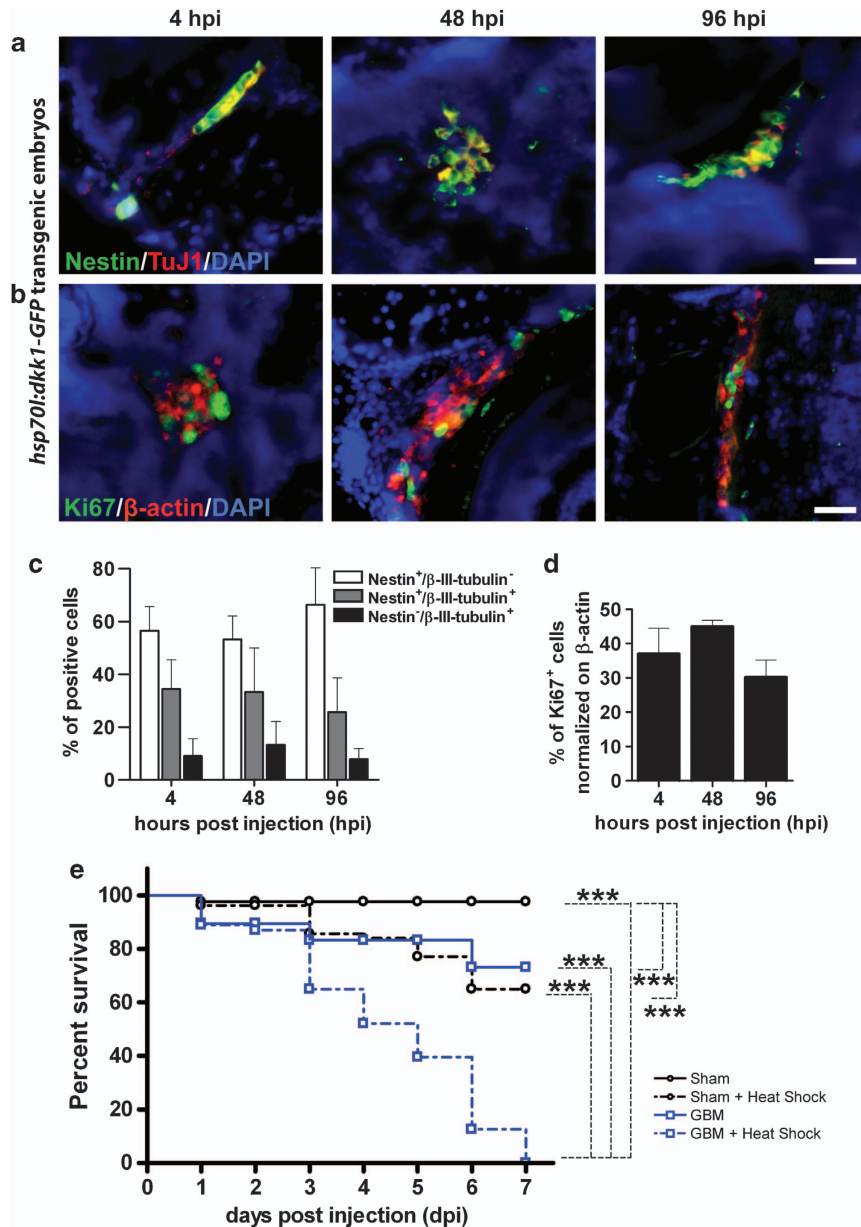 4 hpi 48 hpi 96 hpi
a
hsp70l:dkk1-GFP transgenic embryos
Nestin/TuJ1/DAPI
b
Ki67/β-actin/DAPI
c
% of positive cells
80
60
40
20
0
Nestin⁺/β-III-tubulin⁻
Nestin⁺/β-III-tubulin⁺
Nestin⁻/β-III-tubulin⁺
4 48 96
hours post injection (hpi)
d
% of Ki67⁺ cells
normalized on β-actin
50
40
30
20
10
0
4 48 96
hours post injection (hpi)
e
Percent survival
100
80
60
40
20
0
0 1 2 3 4 5 6 7
days post injection (dpi)
***
***
***
***
***
Sham
Sham + Heat Shock
GBM
GBM + Heat Shock